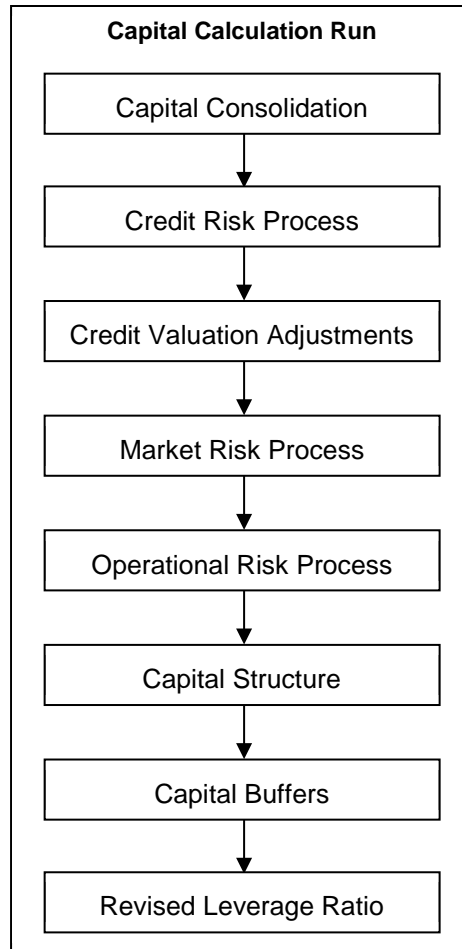 Capital Calculation Run
Capital Consolidation
Credit Risk Process
Credit Valuation Adjustments
Market Risk Process
Operational Risk Process
Capital Structure
Capital Buffers
Revised Leverage Ratio